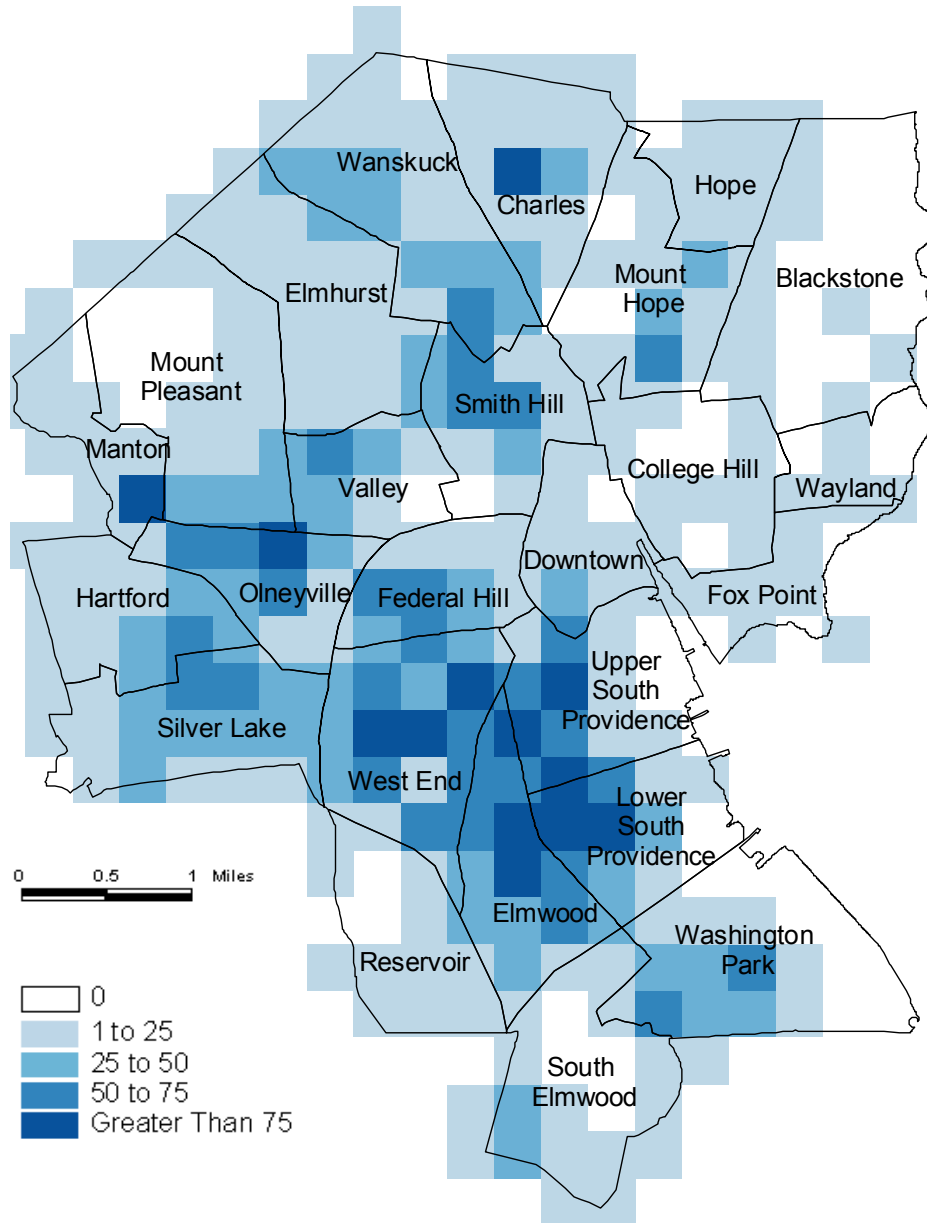 Wanskuck
Charles
Hope
Elmhurst
Mount
Hope
Blackstone
Mount
Pleasant
Smith Hill
Manton
Valley
College Hill
Wayland
Downtown
Hartford
Olneyville
Federal Hill
Fox Point
Upper
South
Providence
Silver Lake
West End
Lower
South
Providence
0 0.5 1 Miles
Elmwood
Washington
Park
Reservoir
0
1 to 25
25 to 50
50 to 75
Greater Than 75
South
Elmwood